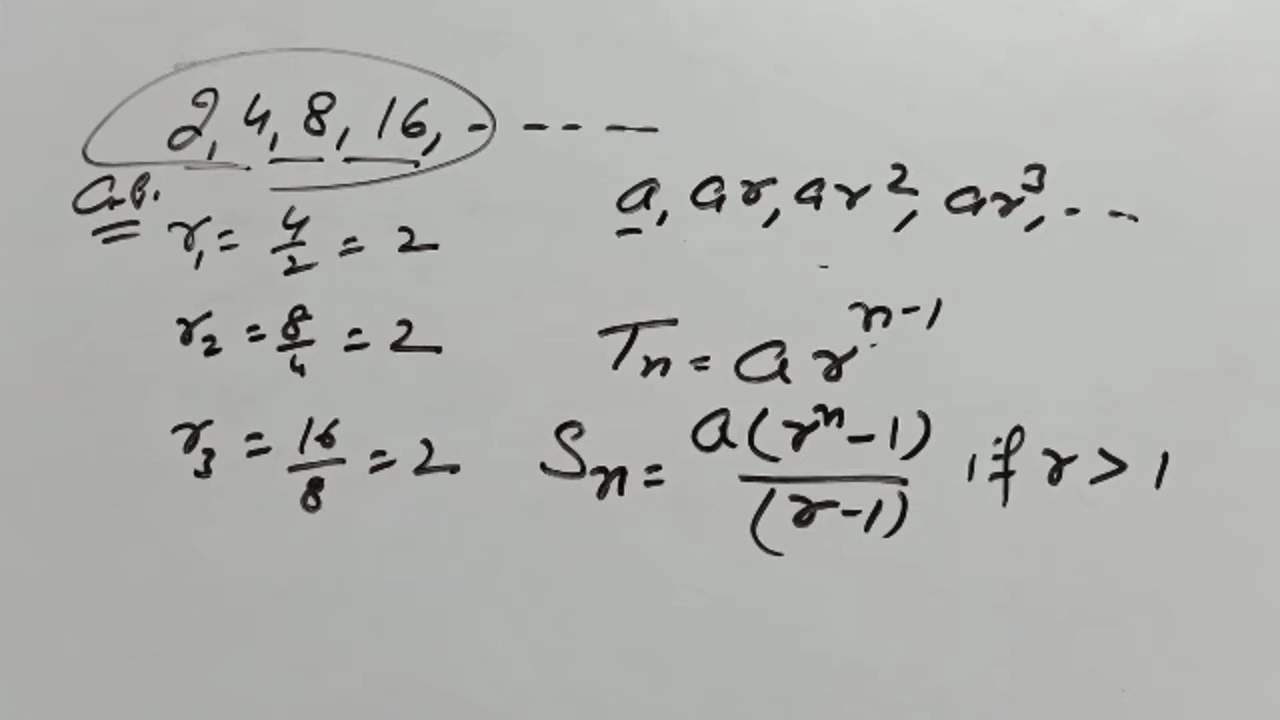 2, 4, 8, 16, - - - - —
G.P.
r₁ = 4/2 = 2
r₂ = 8/4 = 2
r₃ = 16/8 = 2
a, ar, ar², ar³, . - -
Tₙ = a rⁿ⁻¹
Sₙ = a(rⁿ-1)/(r-1) , if r > 1